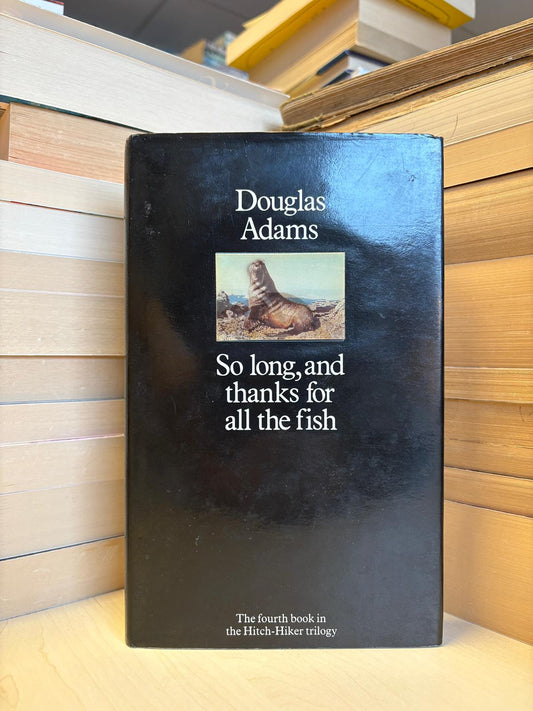 Douglas
Adams
So long, and
thanks for
all the fish
The fourth book in
the Hitch-Hiker trilogy